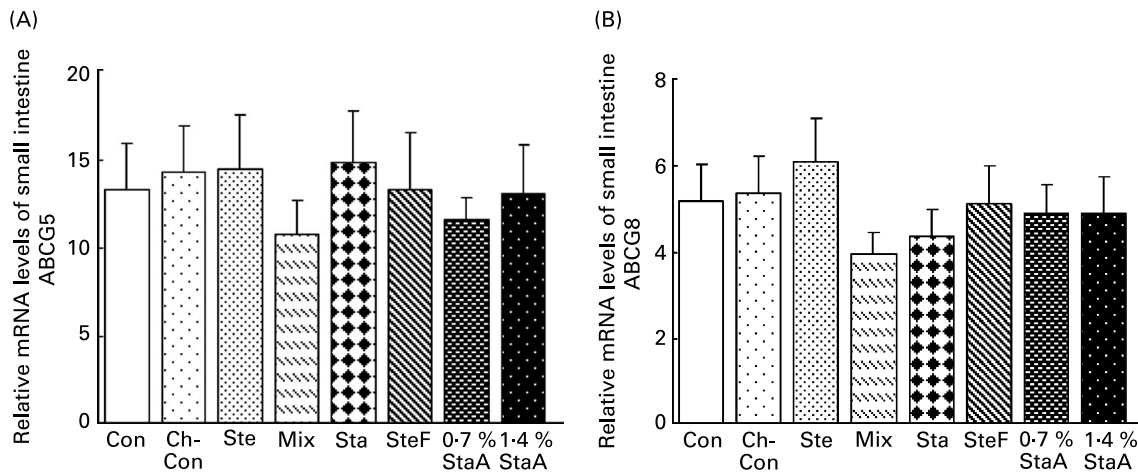 (A)
Relative mRNA levels of small intestine
ABCG5
20
15
10
5
0
Con Ch-Con Ste Mix Sta SteF 0·7 % StaA 1·4 % StaA
(B)
Relative mRNA levels of small intestine
ABCG8
8
6
4
2
0
Con Ch-Con Ste Mix Sta SteF 0·7 % StaA 1·4 % StaA